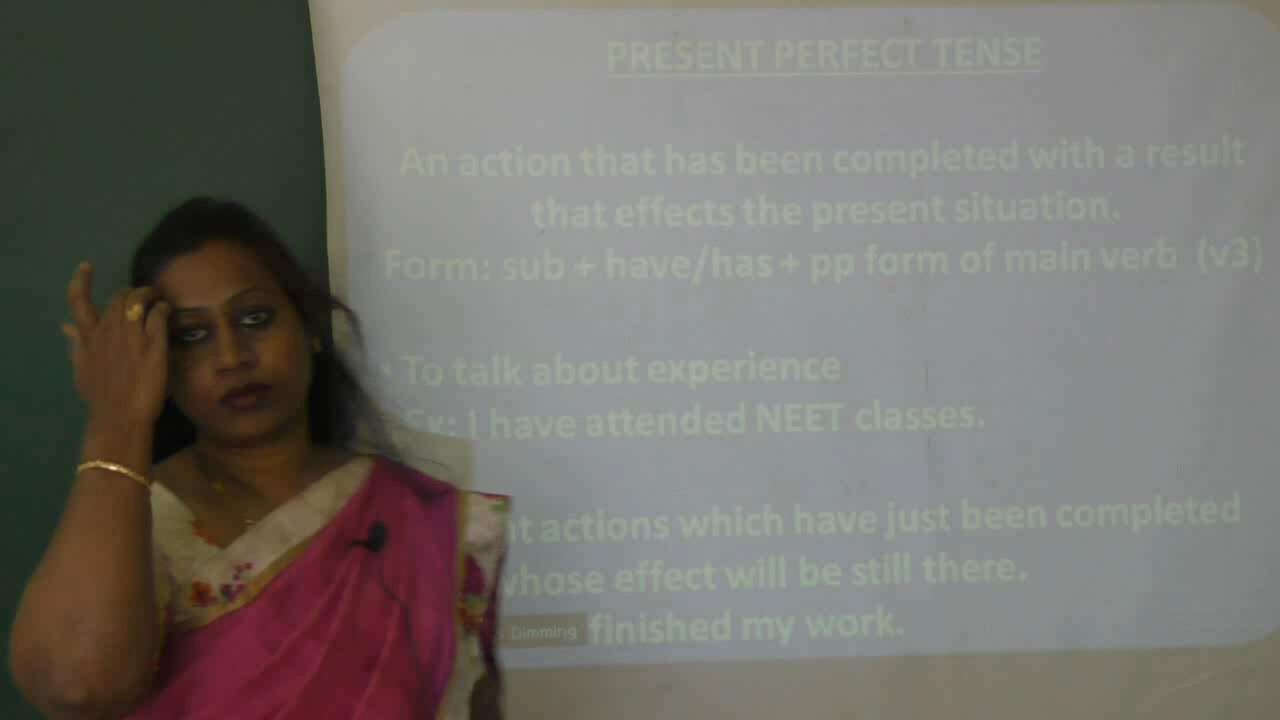 PRESENT PERFECT TENSE
An action that has been completed with a result
that effects the present situation.
Form: sub + have/has + pp form of main verb (v3)
• To talk about experience
Ex: I have attended NEET classes.
actions which have just been completed
whose effect will be still there.
Dimming finished my work.